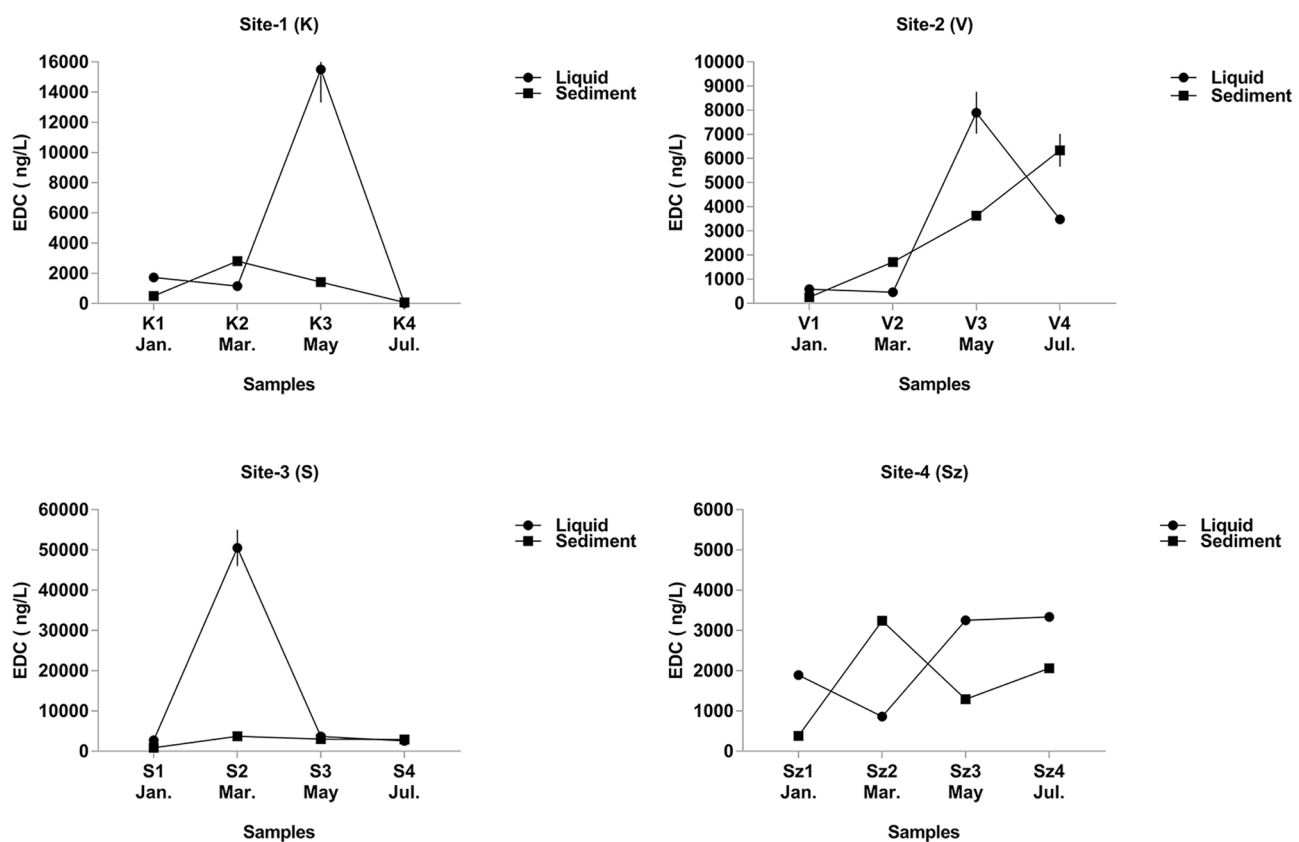 Site-1 (K)
16000
14000
12000
10000
8000
6000
4000
2000
0
EDC ( ng/L)
K1 K2 K3 K4
Jan. Mar. May Jul.
Samples
Liquid
Sediment
Site-2 (V)
10000
9000
8000
7000
6000
5000
4000
3000
2000
1000
0
EDC ( ng/L)
V1 V2 V3 V4
Jan. Mar. May Jul.
Samples
Liquid
Sediment
Site-3 (S)
60000
50000
40000
30000
20000
10000
0
EDC ( ng/L)
S1 S2 S3 S4
Jan. Mar. May Jul.
Samples
Liquid
Sediment
Site-4 (Sz)
6000
5000
4000
3000
2000
1000
0
EDC ( ng/L)
Sz1 Sz2 Sz3 Sz4
Jan. Mar. May Jul.
Samples
Liquid
Sediment